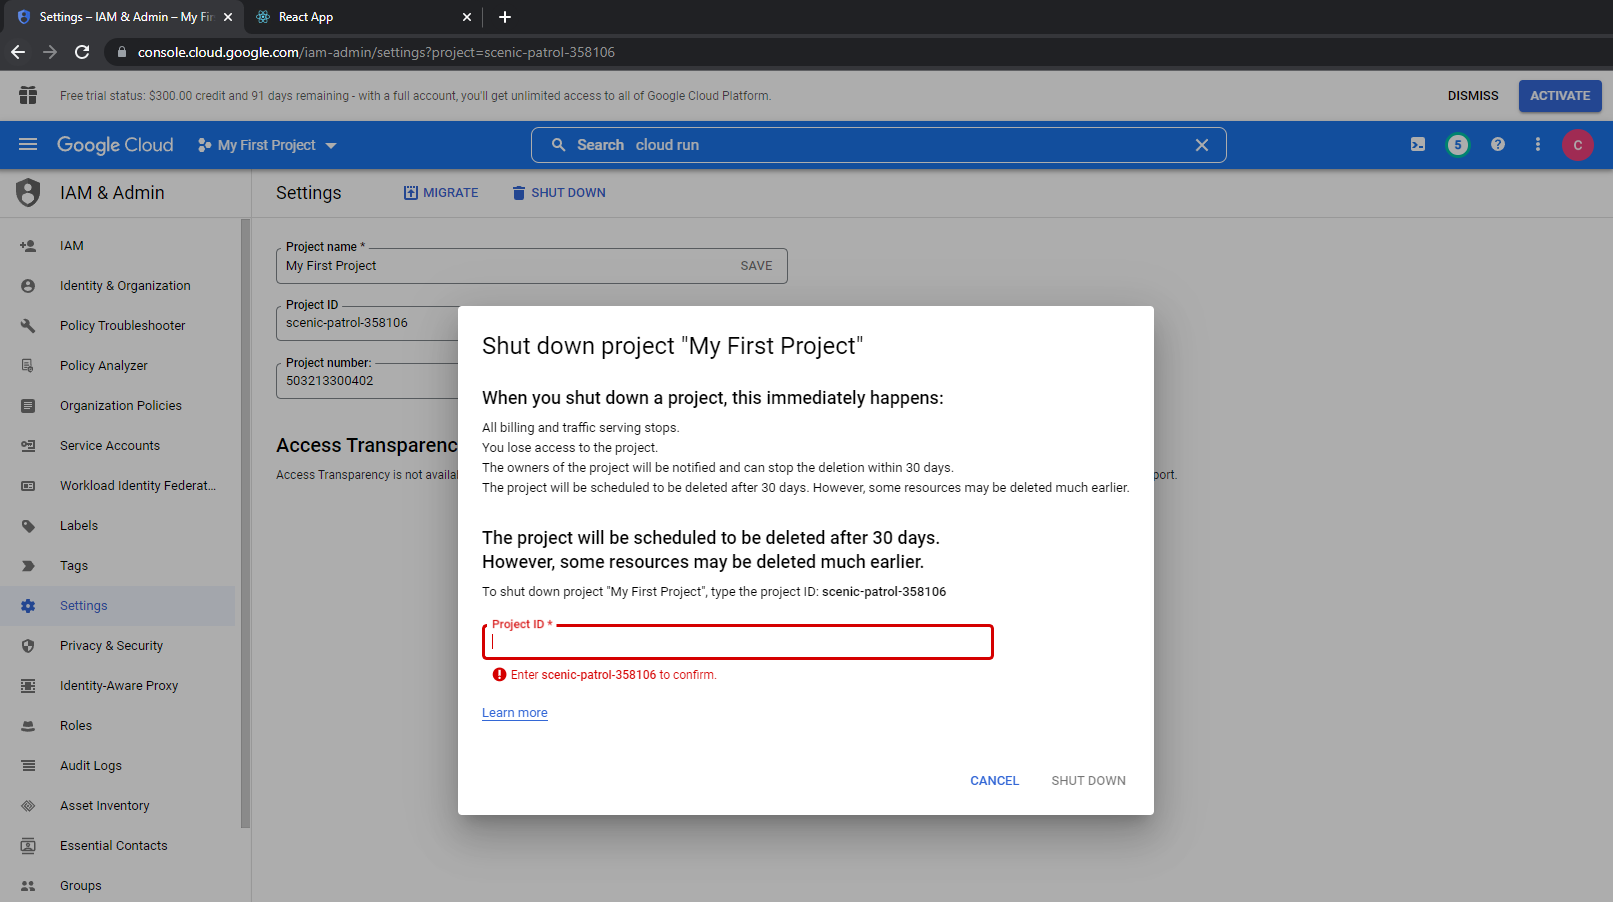 Settings – IAM & Admin – My Fir
React App
console.cloud.google.com/iam-admin/settings?project=scenic-patrol-358106
Free trial status: $300.00 credit and 91 days remaining - with a full account, you'll get unlimited access to all of Google Cloud Platform.
DISMISS
ACTIVATE
Google Cloud
My First Project
Search cloud run
5
C
IAM & Admin
Settings
MIGRATE
SHUT DOWN
IAM
Identity & Organization
Policy Troubleshooter
Policy Analyzer
Organization Policies
Service Accounts
Workload Identity Federat...
Labels
Tags
Settings
Privacy & Security
Identity-Aware Proxy
Roles
Audit Logs
Asset Inventory
Essential Contacts
Groups
Project name *
My First Project
SAVE
Project ID
scenic-patrol-358106
Project number:
503213300402
Access Transparenc
Access Transparency is not availa
port.
Shut down project "My First Project"
When you shut down a project, this immediately happens:
All billing and traffic serving stops.
You lose access to the project.
The owners of the project will be notified and can stop the deletion within 30 days.
The project will be scheduled to be deleted after 30 days. However, some resources may be deleted much earlier.
The project will be scheduled to be deleted after 30 days.
However, some resources may be deleted much earlier.
To shut down project "My First Project", type the project ID: scenic-patrol-358106
Project ID *
Enter scenic-patrol-358106 to confirm.
Learn more
CANCEL
SHUT DOWN